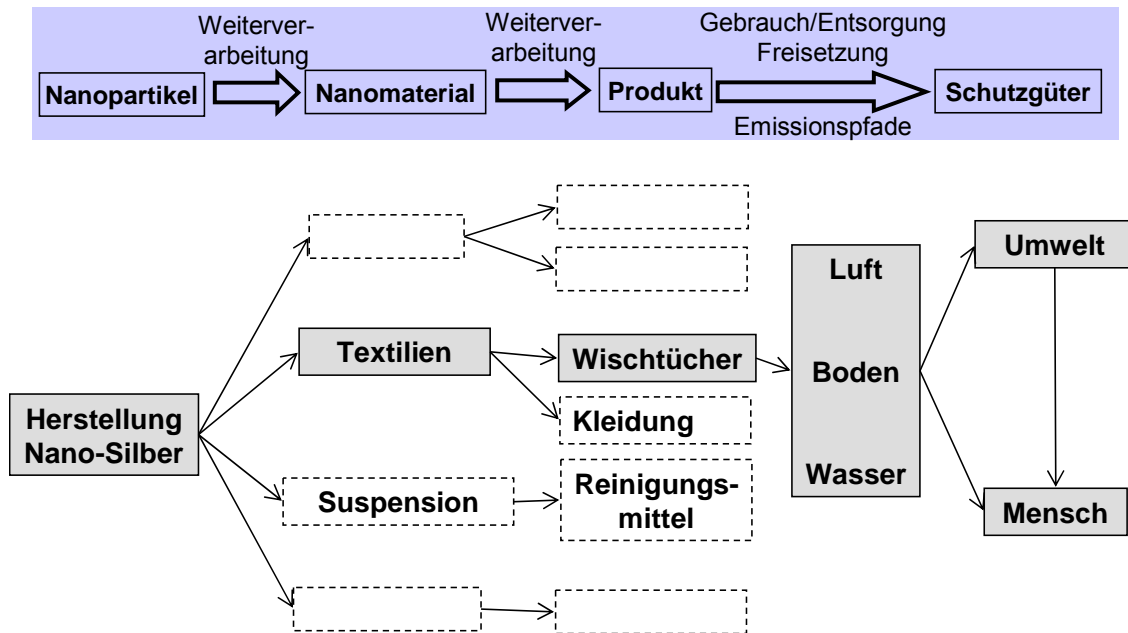 Weiterver-
arbeitung
Weiterver-
arbeitung
Gebrauch/Entsorgung
Freisetzung
Nanopartikel
Nanomaterial
Produkt
Schutzgüter
Emissionspfade
Umwelt
Luft
Textilien
Wischtücher
Boden
Herstellung
Nano-Silber
Kleidung
Suspension
Reinigungs-
mittel
Wasser
Mensch